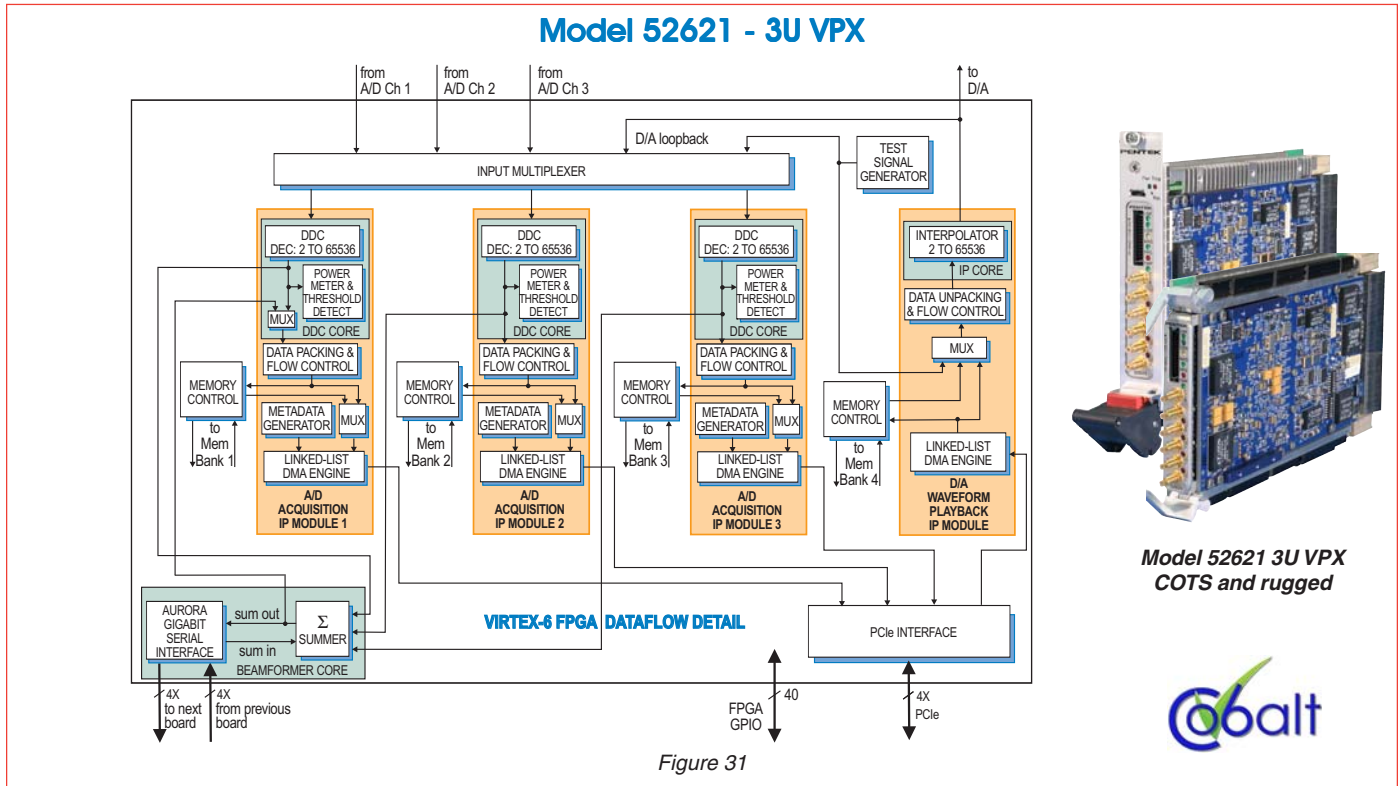 Model 52621 - 3U VPX
from
A/D Ch 1
from
A/D Ch 2
from
A/D Ch 3
to
D/A
D/A loopback
INPUT MULTIPLEXER
TEST
SIGNAL
GENERATOR
DDC
DEC: 2 TO 65536
POWER
METER &
THRESHOLD
DETECT
MUX
DDC CORE
DATA PACKING &
FLOW CONTROL
MEMORY
CONTROL
to
Mem
Bank 1
METADATA
GENERATOR
MUX
LINKED-LIST
DMA ENGINE
A/D
ACQUISITION
IP MODULE 1
DDC
DEC: 2 TO 65536
POWER
METER &
THRESHOLD
DETECT
DDC CORE
DATA PACKING &
FLOW CONTROL
MEMORY
CONTROL
to
Mem
Bank 2
METADATA
GENERATOR
MUX
LINKED-LIST
DMA ENGINE
A/D
ACQUISITION
IP MODULE 2
DDC
DEC: 2 TO 65536
POWER
METER &
THRESHOLD
DETECT
DDC CORE
DATA PACKING &
FLOW CONTROL
MEMORY
CONTROL
to
Mem
Bank 3
METADATA
GENERATOR
MUX
LINKED-LIST
DMA ENGINE
A/D
ACQUISITION
IP MODULE 3
INTERPOLATOR
2 TO 65536
IP CORE
DATA UNPACKING
& FLOW CONTROL
MUX
MEMORY
CONTROL
to
Mem
Bank 4
LINKED-LIST
DMA ENGINE
D/A
WAVEFORM
PLAYBACK
IP MODULE
AURORA
GIGABIT
SERIAL
INTERFACE
sum out
sum in
Σ
SUMMER
BEAMFORMER CORE
VIRTEX-6 FPGA DATAFLOW DETAIL
PCIe INTERFACE
4X
to next
board
4X
from previous
board
40
FPGA
GPIO
4X
PCIe
Figure 31
PENTEK
Model 52621 3U VPX
COTS and rugged
Cobalt